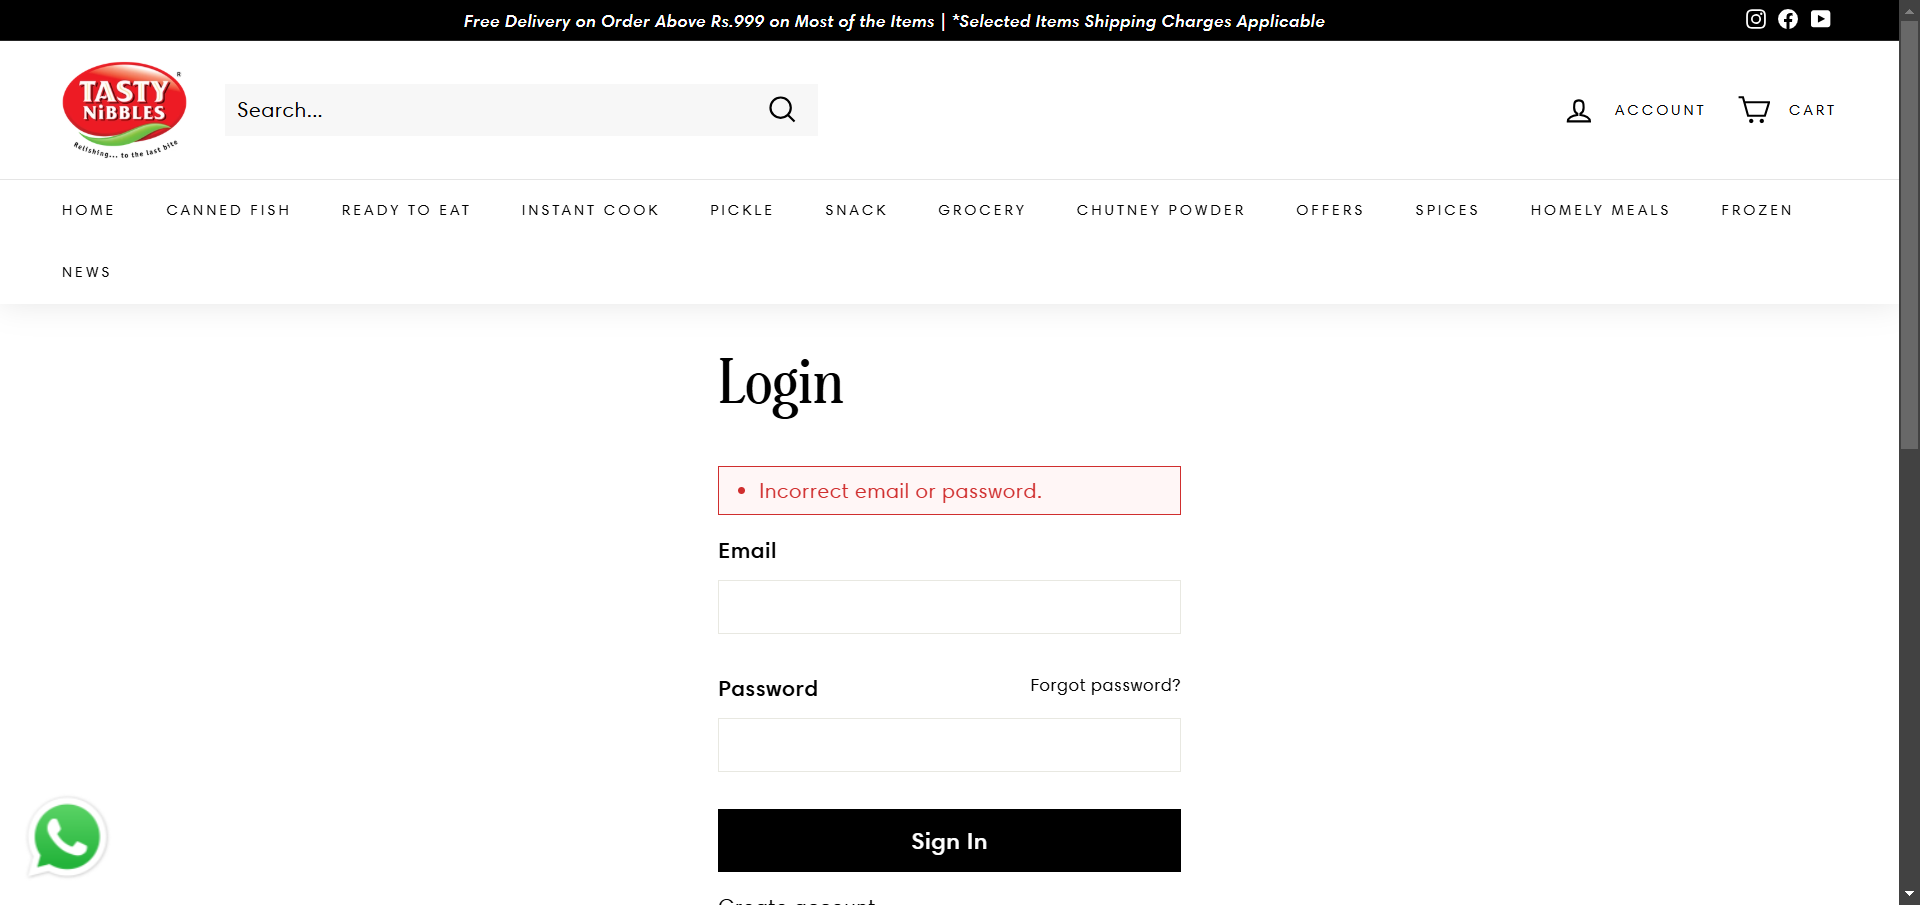 Free Delivery on Order Above Rs.999 on Most of the Items | *Selected Items Shipping Charges Applicable
TASTY
NiBBLES
Relishing... to the last bite
Search...
ACCOUNT
CART
HOME
CANNED FISH
READY TO EAT
INSTANT COOK
PICKLE
SNACK
GROCERY
CHUTNEY POWDER
OFFERS
SPICES
HOMELY MEALS
FROZEN
NEWS
Login
• Incorrect email or password.
Email
Password
Forgot password?
Sign In
Create account